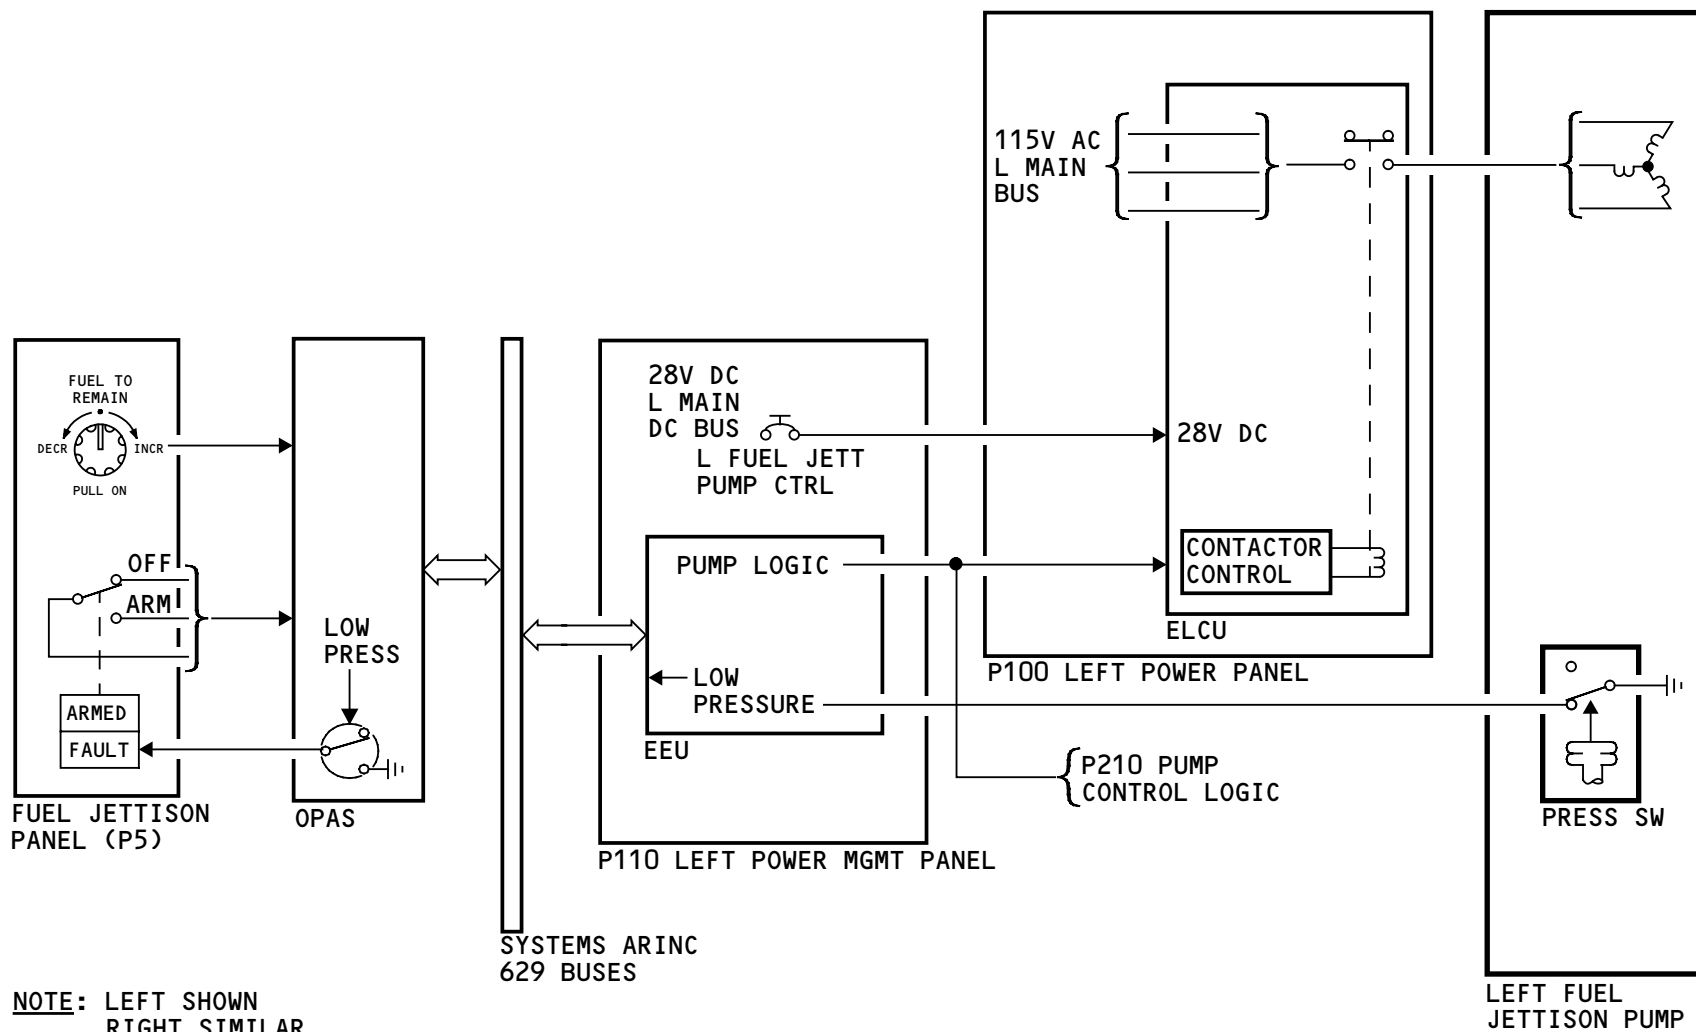 115V AC
L MAIN
BUS
FUEL TO
REMAIN
DECR
INCR
PULL ON
OFF
ARM
ARMED
FAULT
FUEL JETTISON
PANEL (P5)
LOW
PRESS
OPAS
SYSTEMS ARINC
629 BUSES
28V DC
L MAIN
DC BUS
L FUEL JETT
PUMP CTRL
PUMP LOGIC
LOW
PRESSURE
EEU
P110 LEFT POWER MGMT PANEL
28V DC
CONTACTOR
CONTROL
ELCU
P100 LEFT POWER PANEL
P210 PUMP
CONTROL LOGIC
PRESS SW
LEFT FUEL
JETTISON PUMP
NOTE: LEFT SHOWN
RIGHT SIMILAR